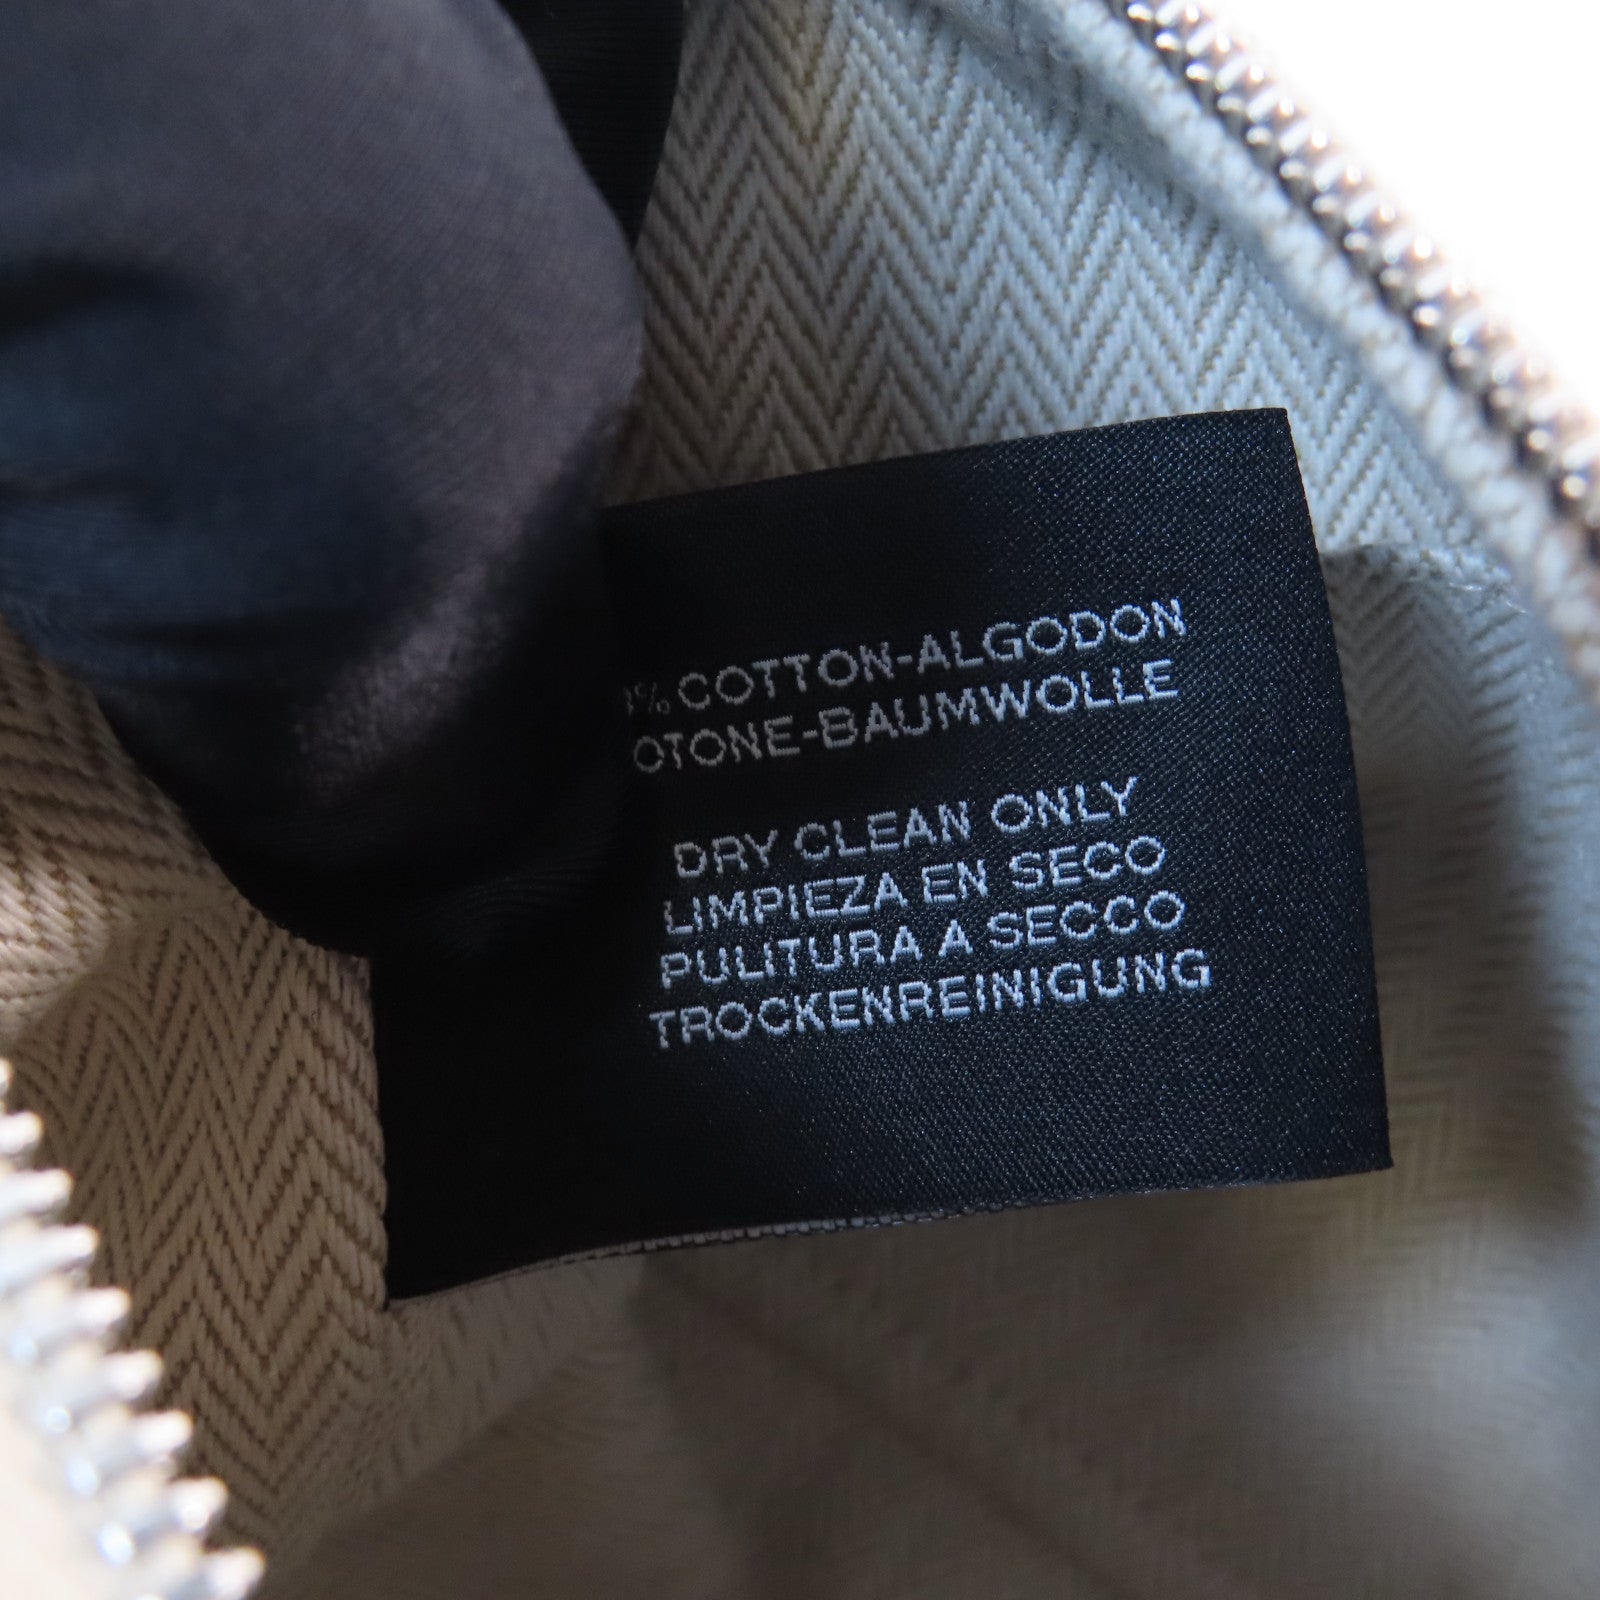 % COTTON-ALGODON
OTONE-BAUMWOLLE
DRY CLEAN ONLY
LIMPIEZA EN SECO
PULITURA A SECCO
TROCKENREINIGUNG